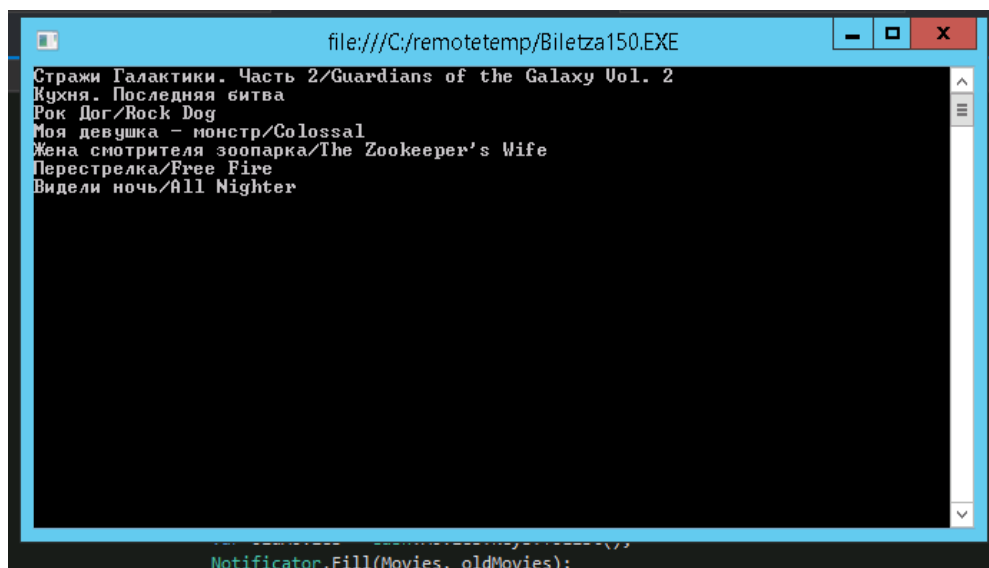 file:///C:/remotetemp/Biletza150.EXE
Стражи Галактики. Часть 2/Guardians of the Galaxy Vol. 2
Кухня. Последняя битва
Рок Дог/Rock Dog
Моя девушка – монстр/Colossal
Жена смотрителя зоопарка/The Zookeeper's Wife
Перестрелка/Free Fire
Видели ночь/All Nighter
Notificator.Fill(Movies, oldMovies);